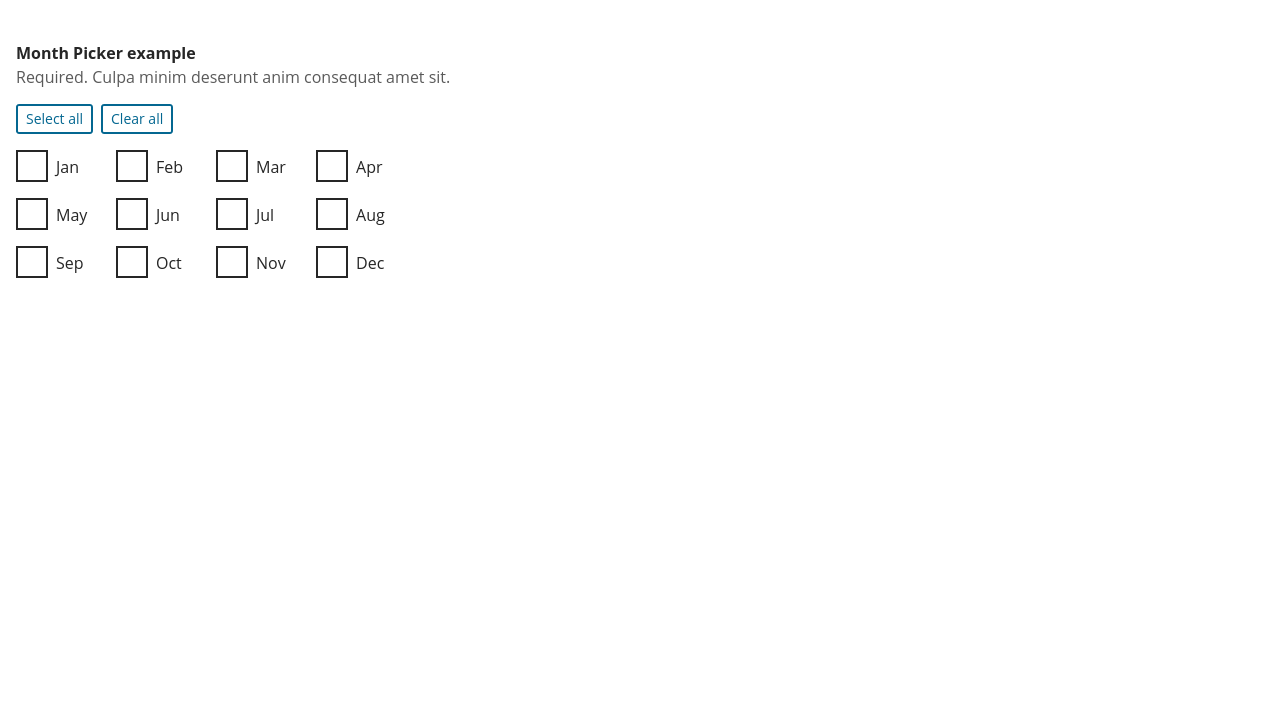 Month Picker example
Required. Culpa minim deserunt anim consequat amet sit.
Select all Clear all
Jan Feb Mar Apr
May Jun Jul Aug
Sep Oct Nov Dec